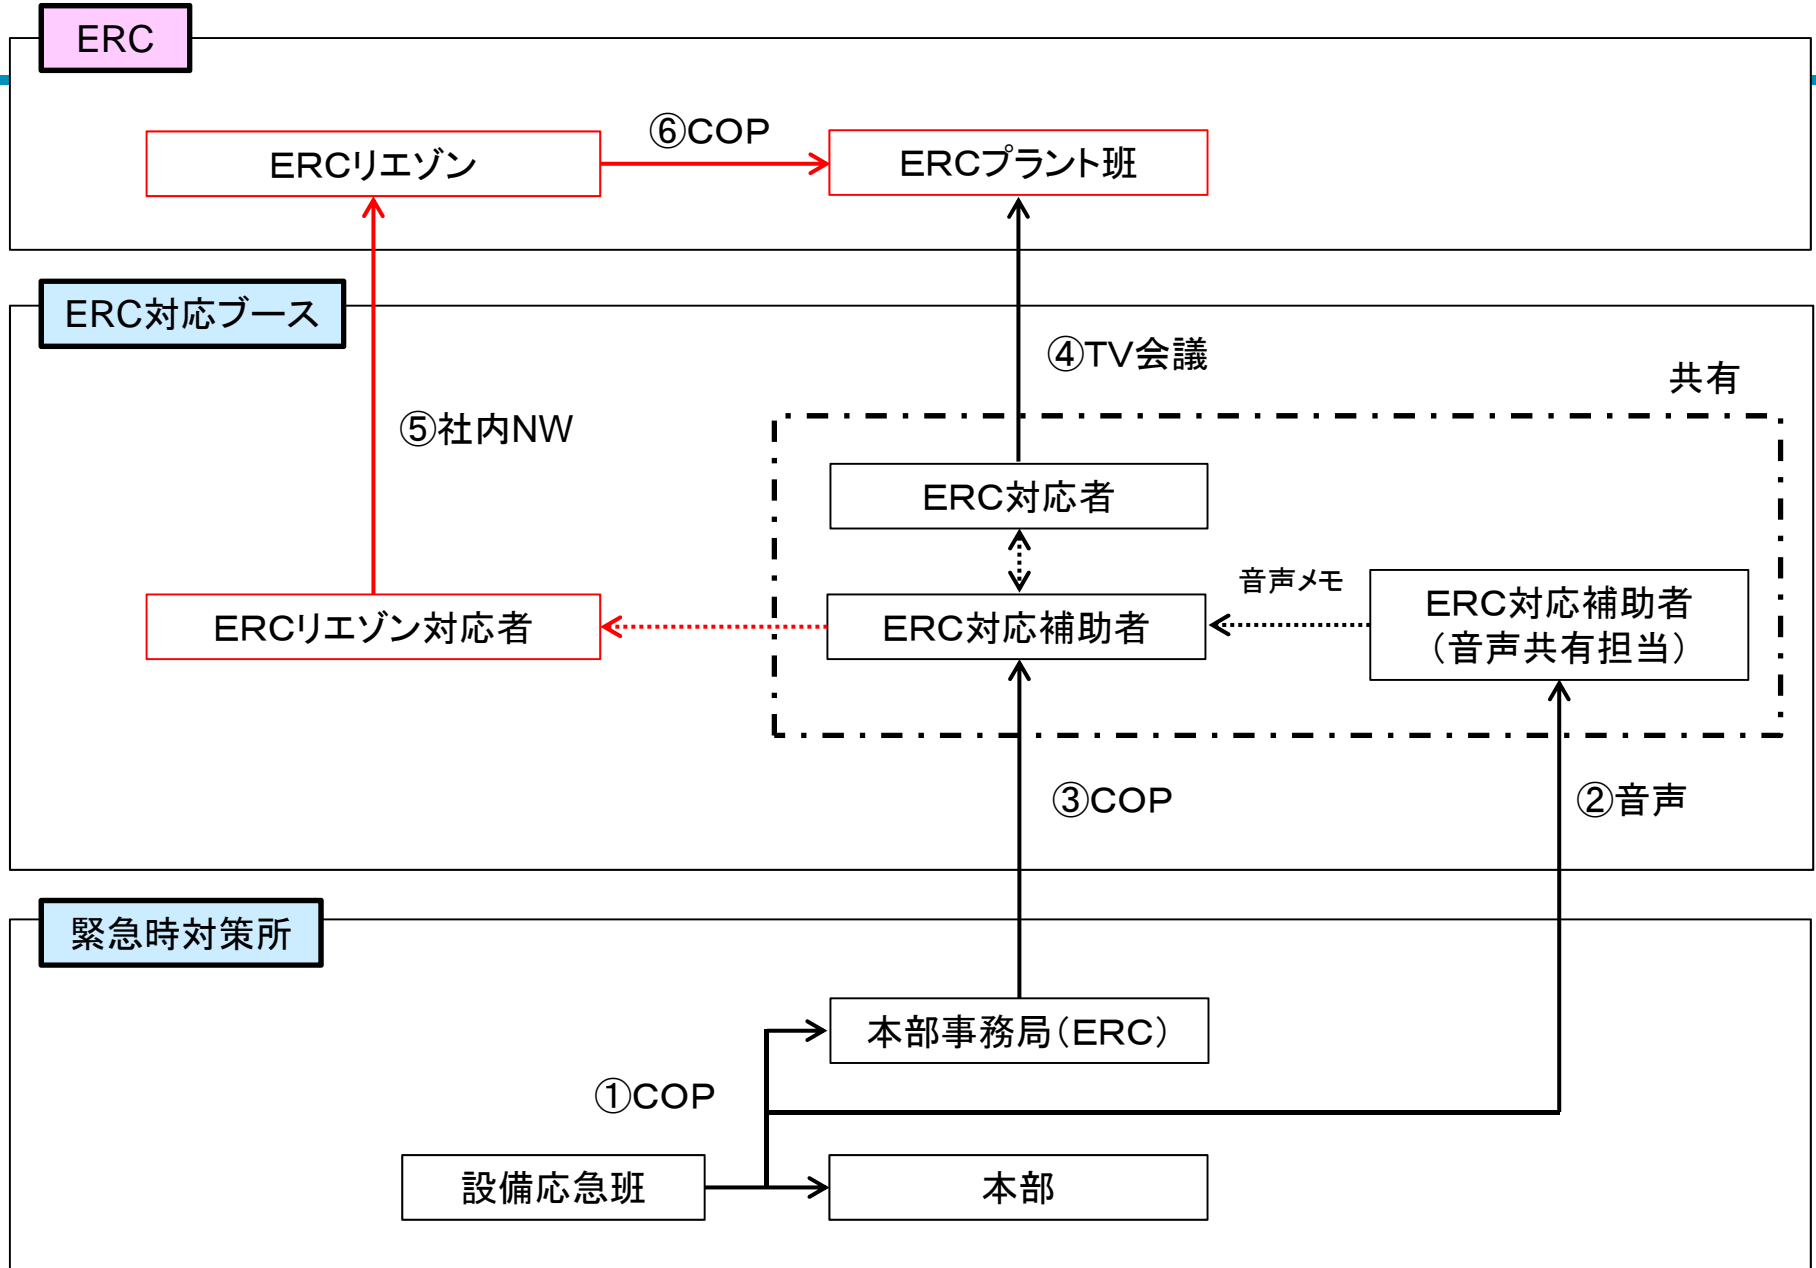 ERC
⑥COP
ERCリエゾン
ERCプラント班
ERC対応ブース
④TV会議
共有
⑤社内NW
ERC対応者
音声メモ
ERCリエゾン対応者
ERC対応補助者
ERC対応補助者
（音声共有担当）
③COP
②音声
緊急時対策所
本部事務局（ERC）
①COP
設備応急班
本部